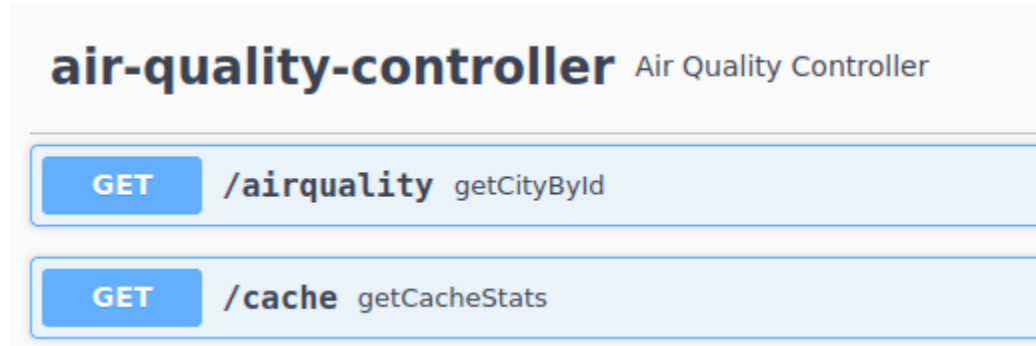 air-quality-controller Air Quality Controller
GET /airquality getCityById
GET /cache getCacheStats